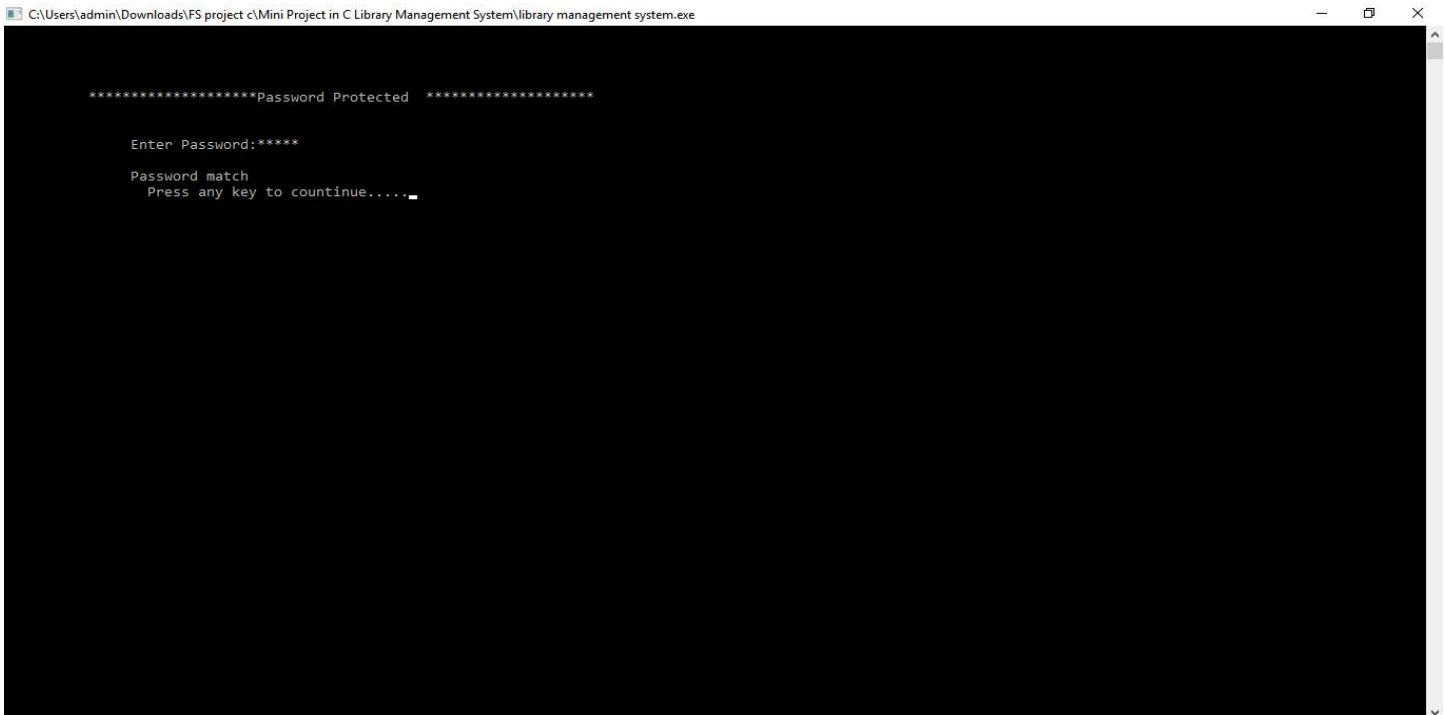 C:\Users\admin\Downloads\FS project c\Mini Project in C Library Management System\library management system.exe
********************Password Protected  ********************
Enter Password:*****
Password match
Press any key to countinue.....